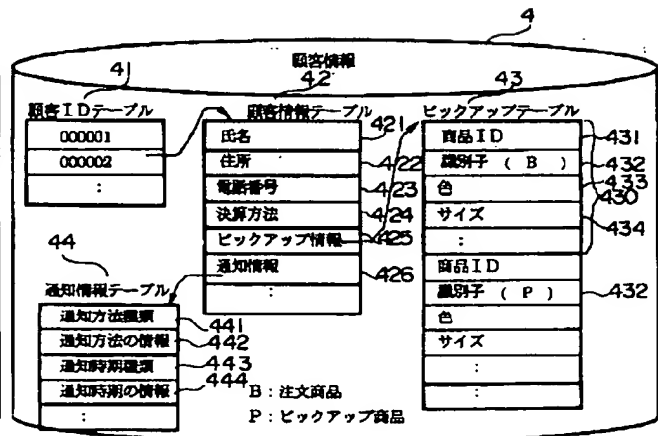 4
顧客情報
41
42
43
顧客IDテーブル
000001
000002
:
顧客情報テーブル
氏名
421
住所
422
電話番号
423
決算方法
424
ピックアップ情報
425
通知情報
426
:
ピックアップテーブル
商品ID
431
識別子 ( B )
432
色
433
430
サイズ
434
:
商品ID
識別子 ( P )
432
色
サイズ
:
:
44
通知情報テーブル
通知方法種類
441
通知方法の情報
442
通知時期種類
443
通知時期の情報
444
:
B:注文商品
P:ピックアップ商品